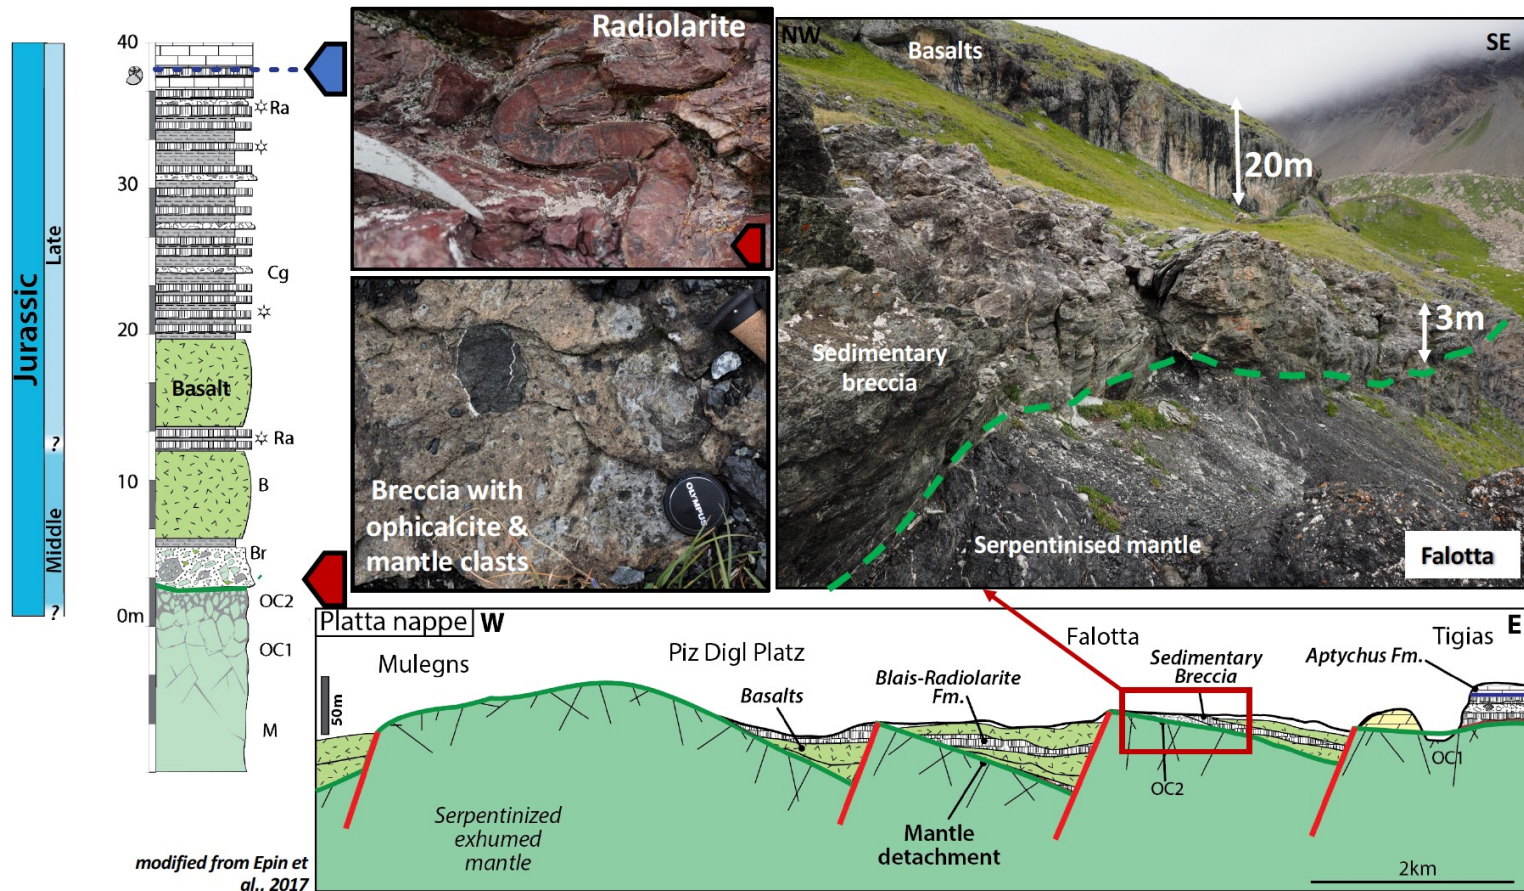 Jurassic
Late
?
Middle
?
40
30
20
10
0m
Ra
Cg
Basalt
Ra
B
Br
OC2
OC1
M
Radiolarite
Breccia with
ophicalcite &
mantle clasts
OLYMPUS
NW
SE
Basalts
20m
3m
Sedimentary
breccia
Serpentinised mantle
Falotta
Platta nappe
W
E
Mulegns
Piz Digl Platz
Falotta
Tigias
50m
Basalts
Blais-Radiolarite
Fm.
Sedimentary
Breccia
Aptychus Fm.
OC2
OC1
Serpentinized
exhumed
mantle
Mantle
detachment
2km
modified from Epin et
al., 2017